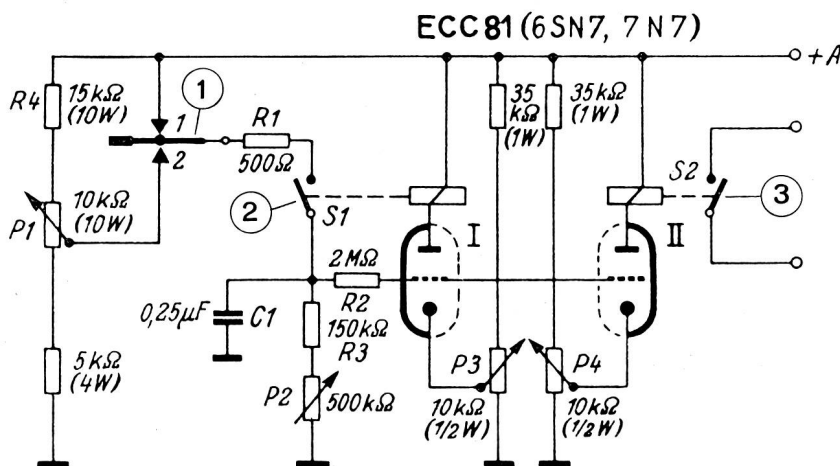 ECC81 (6SN7, 7N7)
+A
R4
15kΩ
(10W)
1
1
2
R1
500Ω
35
kΩ
(1W)
35kΩ
(1W)
S2
3
10kΩ
(10W)
P1
2
S1
I
II
2MΩ
R2
0,25µF
C1
150kΩ
R3
P2
500kΩ
5kΩ
(4W)
P3
P4
10kΩ
(1/2W)
10kΩ
(1/2W)